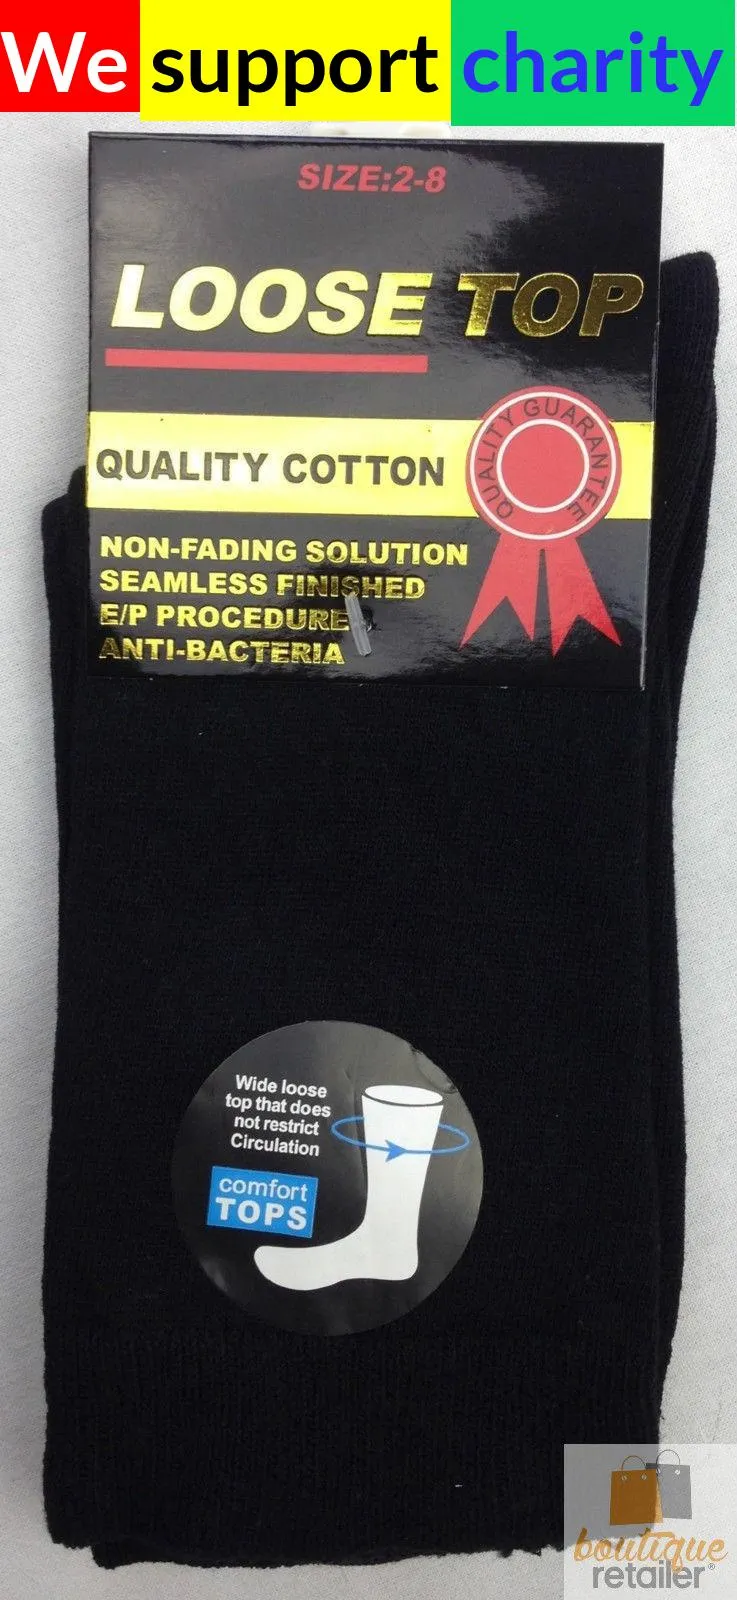 We support charity
SIZE:2-8
LOOSE TOP
QUALITY COTTON
QUALITY GUARANTEE
NON-FADING SOLUTION
SEAMLESS FINISHED
E/P PROCEDURE
ANTI-BACTERIA
Wide loose
top that does
not restrict
Circulation
comfort
TOPS
boutique
retailer®